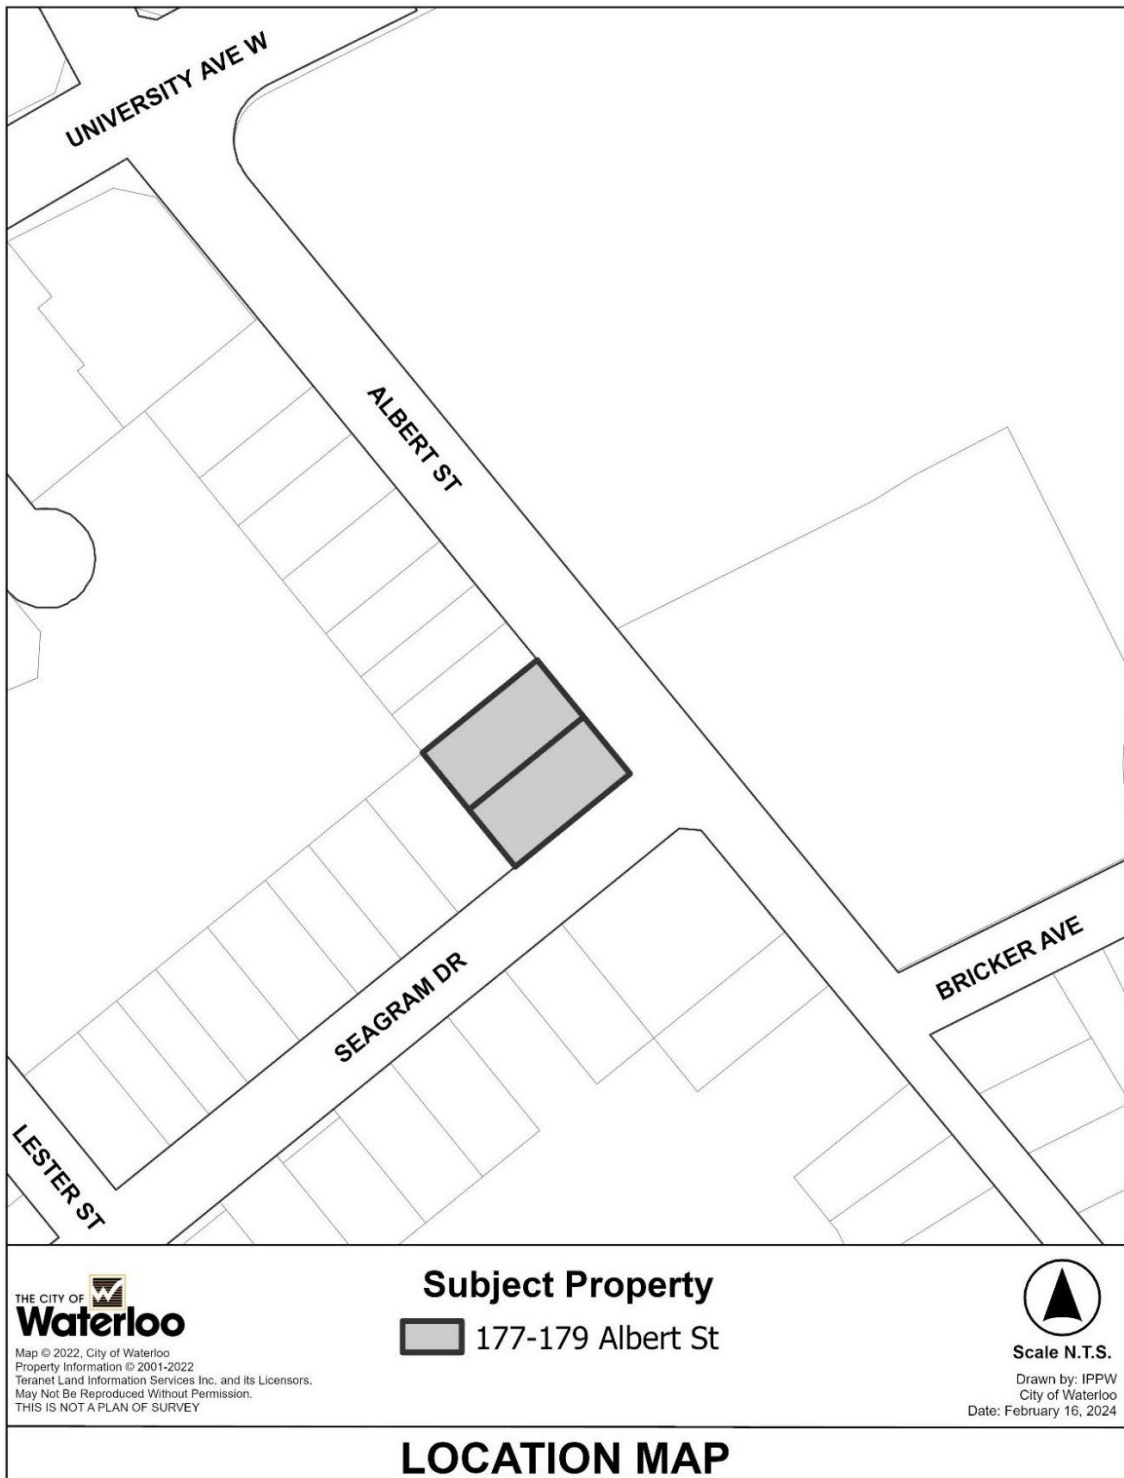 UNIVERSITY AVE W
ALBERT ST
BRICKER AVE
SEAGRAM DR
LESTER ST
THE CITY OF
Waterloo
Map © 2022, City of Waterloo
Property Information © 2001-2022
Teranet Land Information Services Inc. and its Licensors.
May Not Be Reproduced Without Permission.
THIS IS NOT A PLAN OF SURVEY
Subject Property
177-179 Albert St
Scale N.T.S.
Drawn by: IPPW
City of Waterloo
Date: February 16, 2024
LOCATION MAP